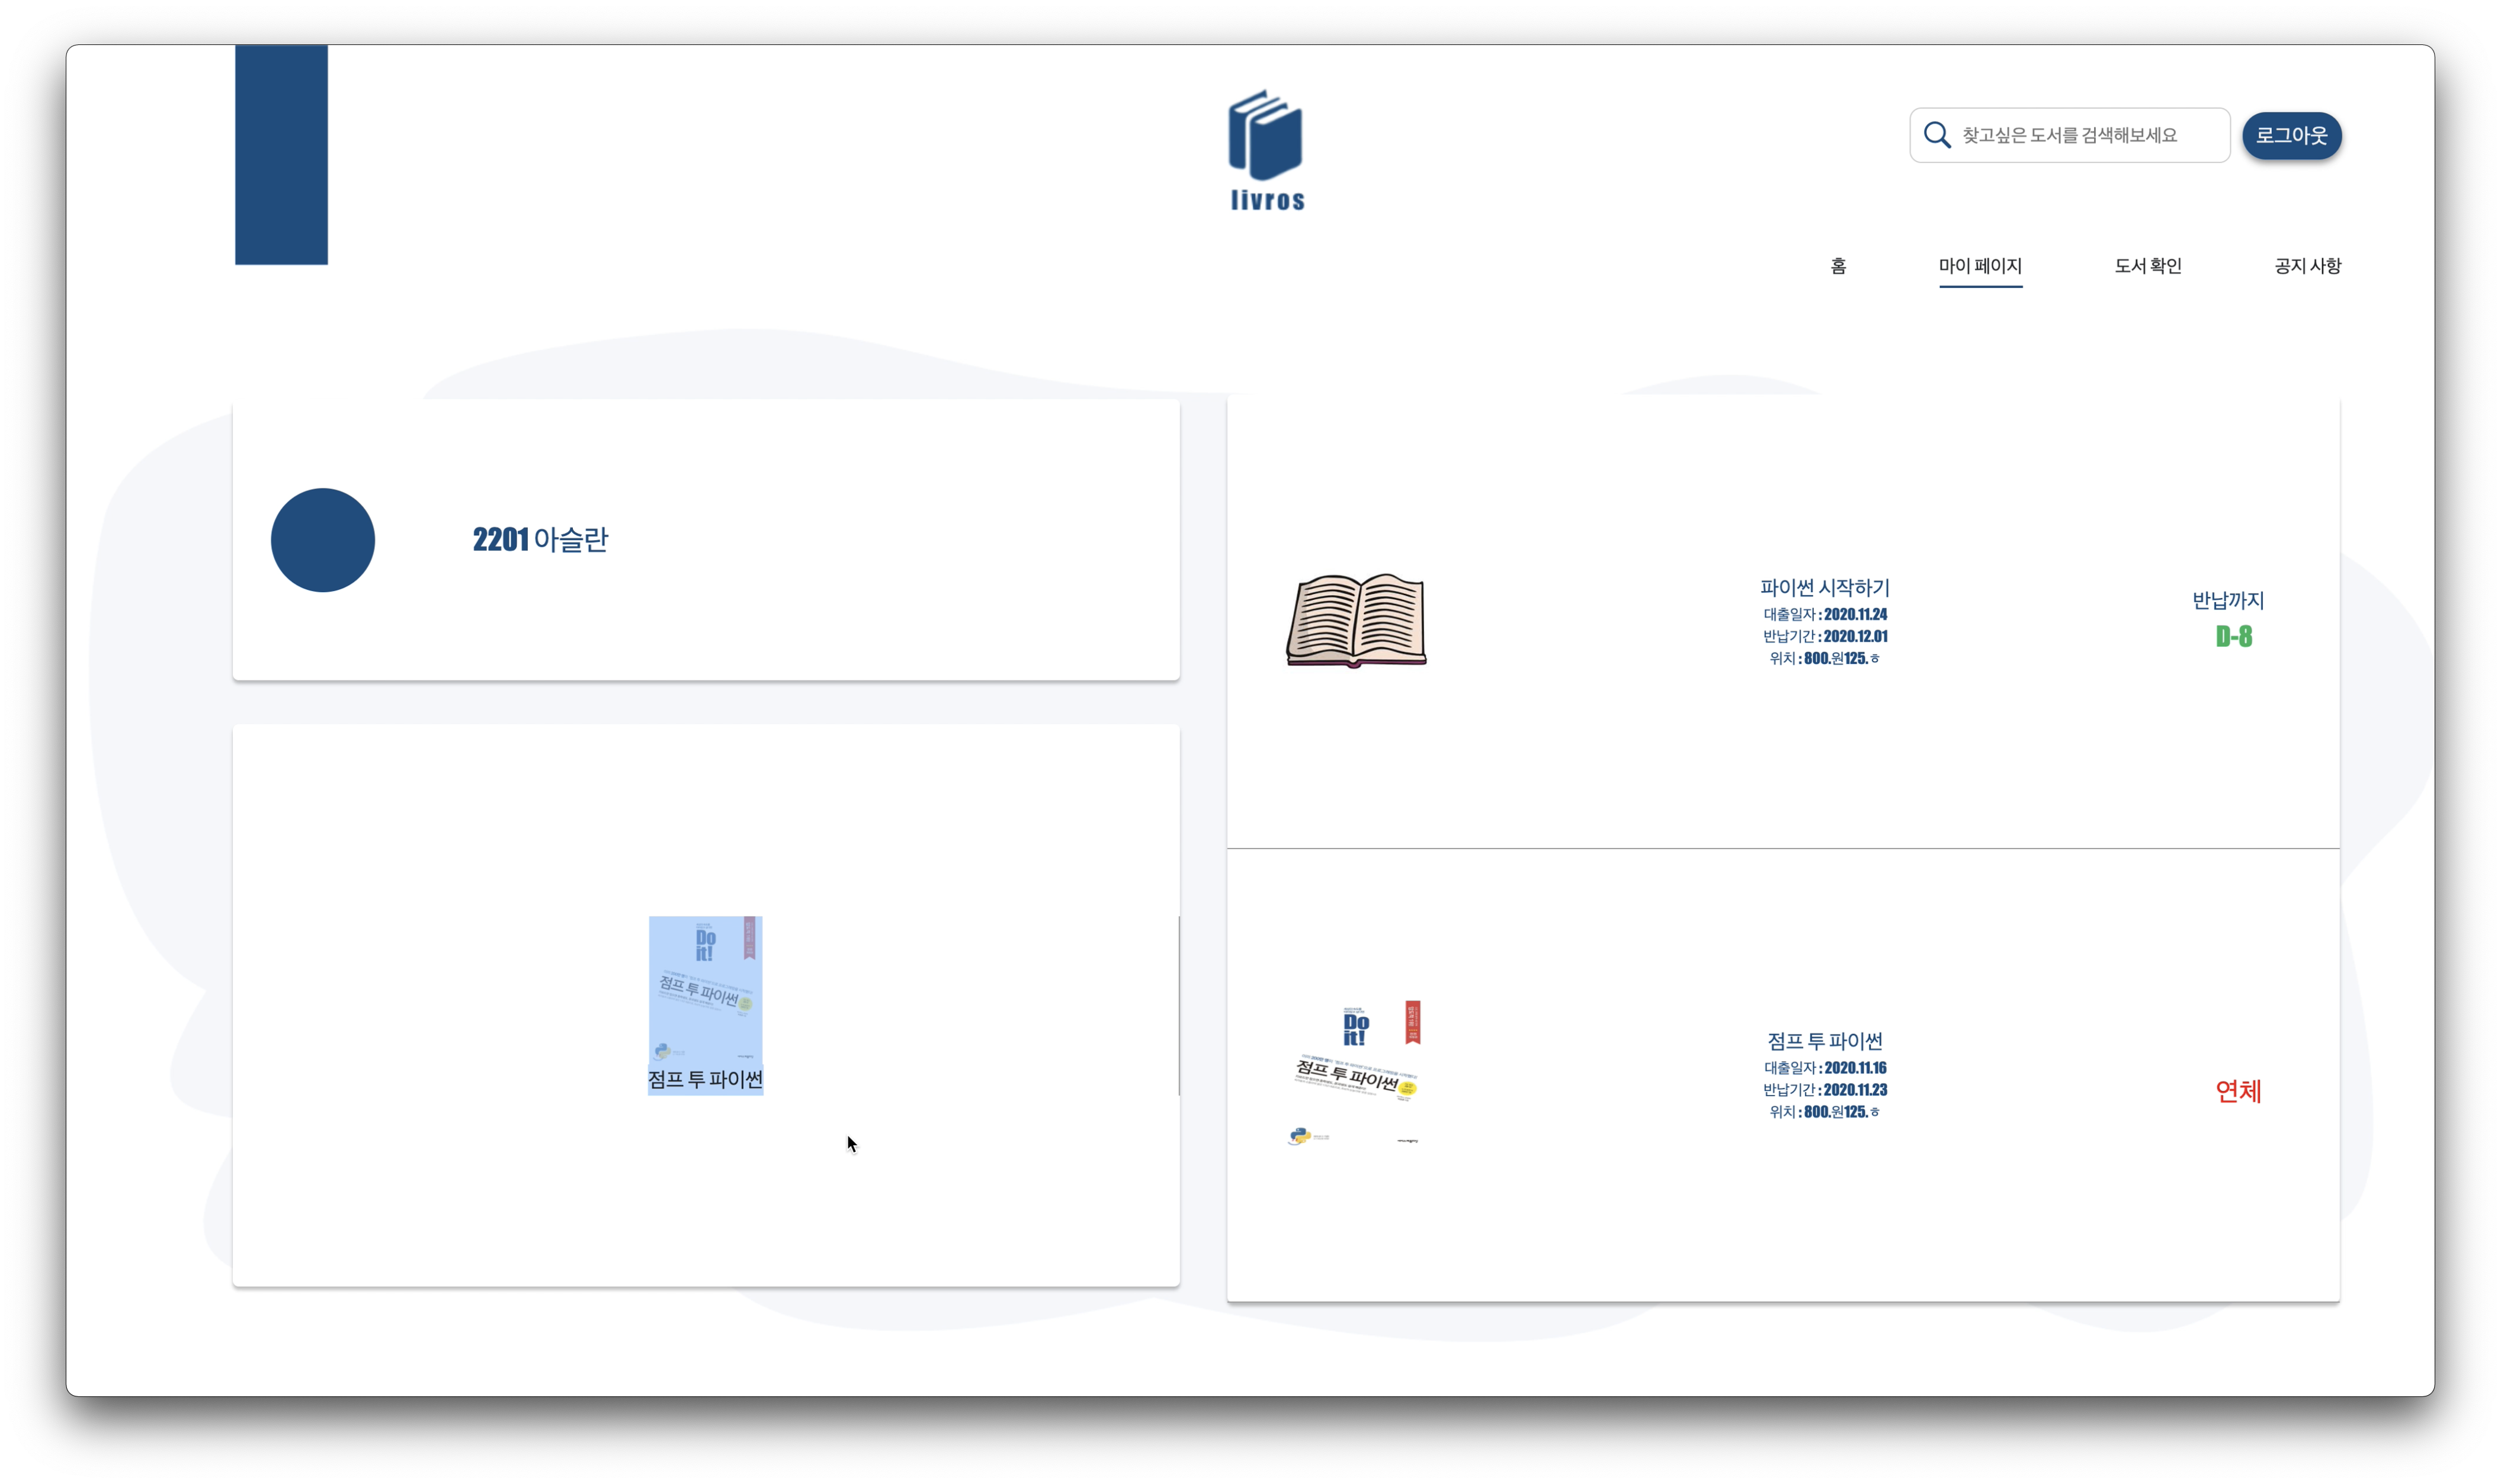 livros
찾고싶은 도서를 검색해보세요
로그아웃
홈
마이 페이지
도서 확인
공지 사항
2201 아슬란
Do
it!
점프 투 파이썬
점프 투 파이썬
파이썬 시작하기
대출일자 : 2020.11.24
반납기간 : 2020.12.01
위치 : 800.원125.ㅎ
반납까지
D-8
Do
it!
점프 투 파이썬
점프 투 파이썬
대출일자 : 2020.11.16
반납기간 : 2020.11.23
위치 : 800.원125.ㅎ
연체